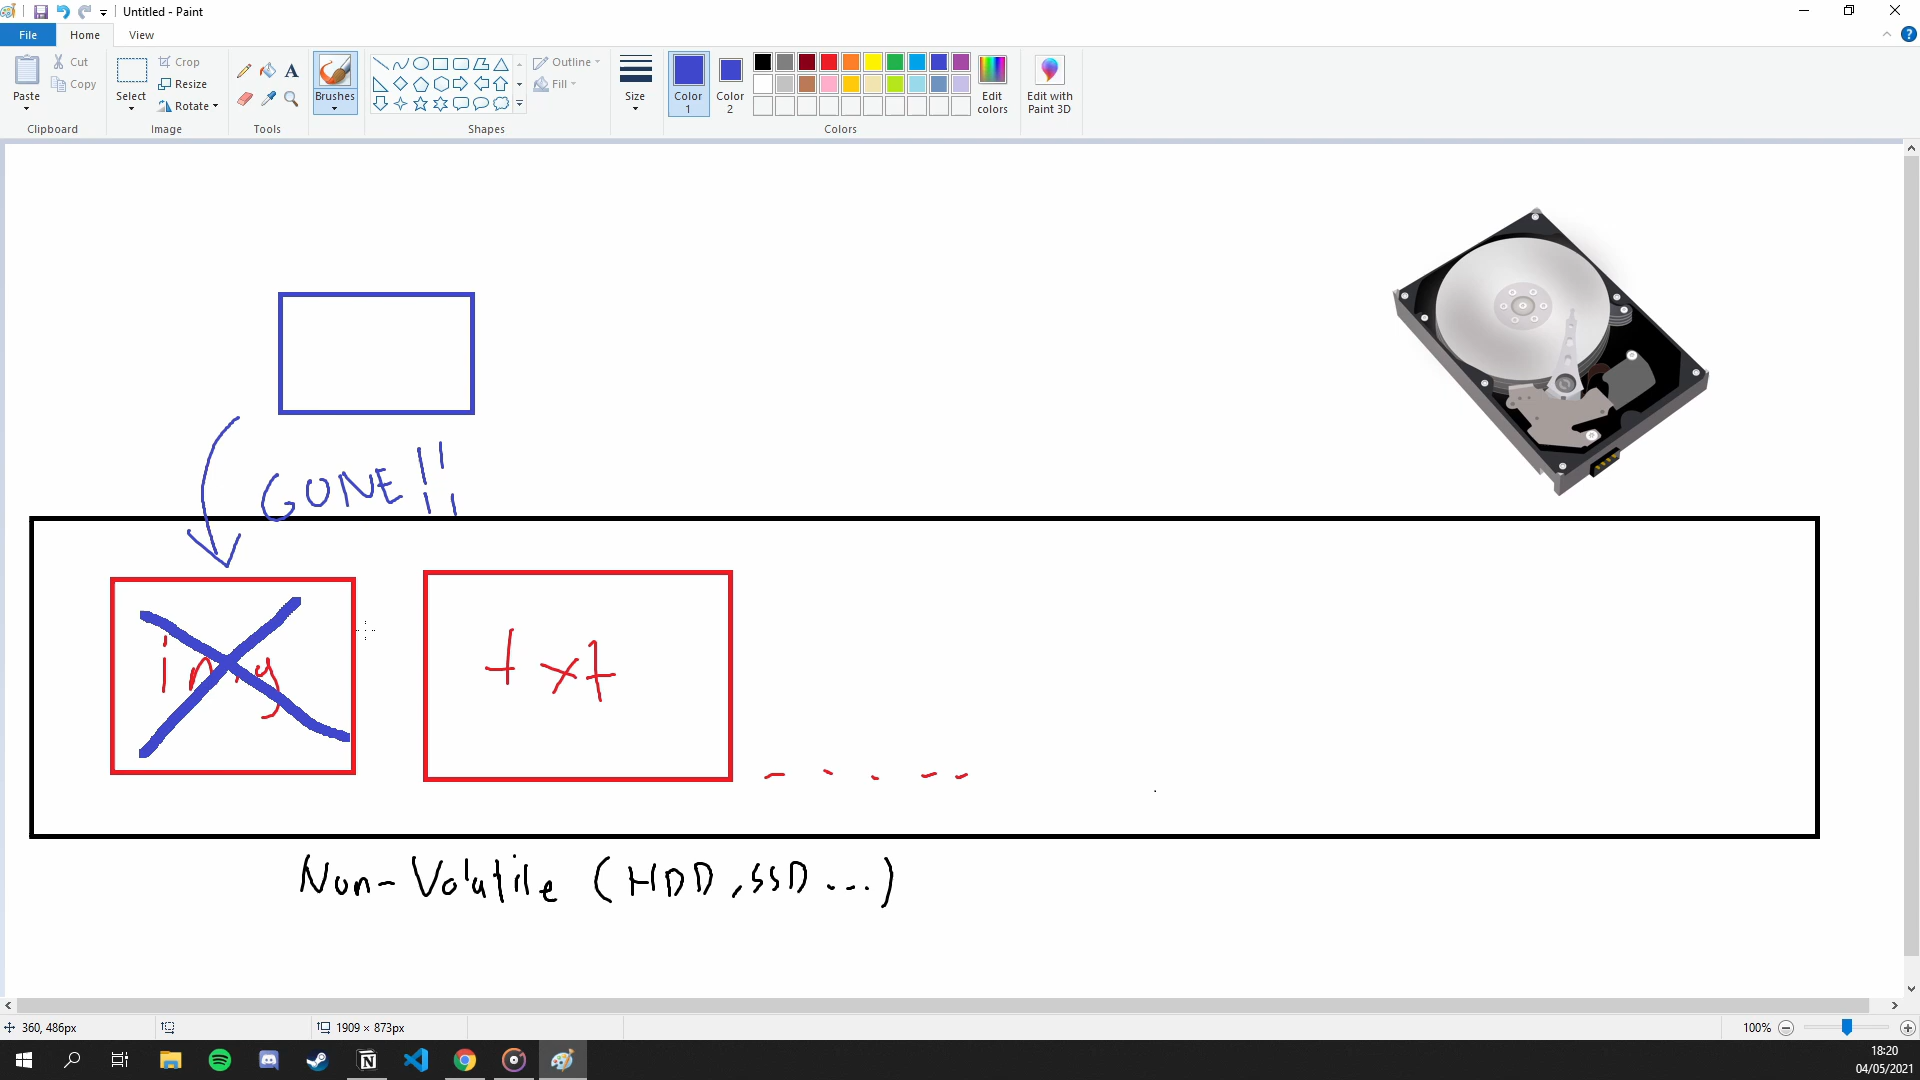 Untitled - Paint
File Home View
Paste
Cut
Copy
Clipboard
Select
Crop
Resize
Rotate
Image
Tools
Brushes
Outline
Fill
Shapes
Size
Color 1
Color 2
Edit colors
Colors
Edit with Paint 3D
GONE!!!!
img
txt
Non-Volatile (HDD, SSD...)
360, 486px
1909 × 873px
100%
18:20
04/05/2021